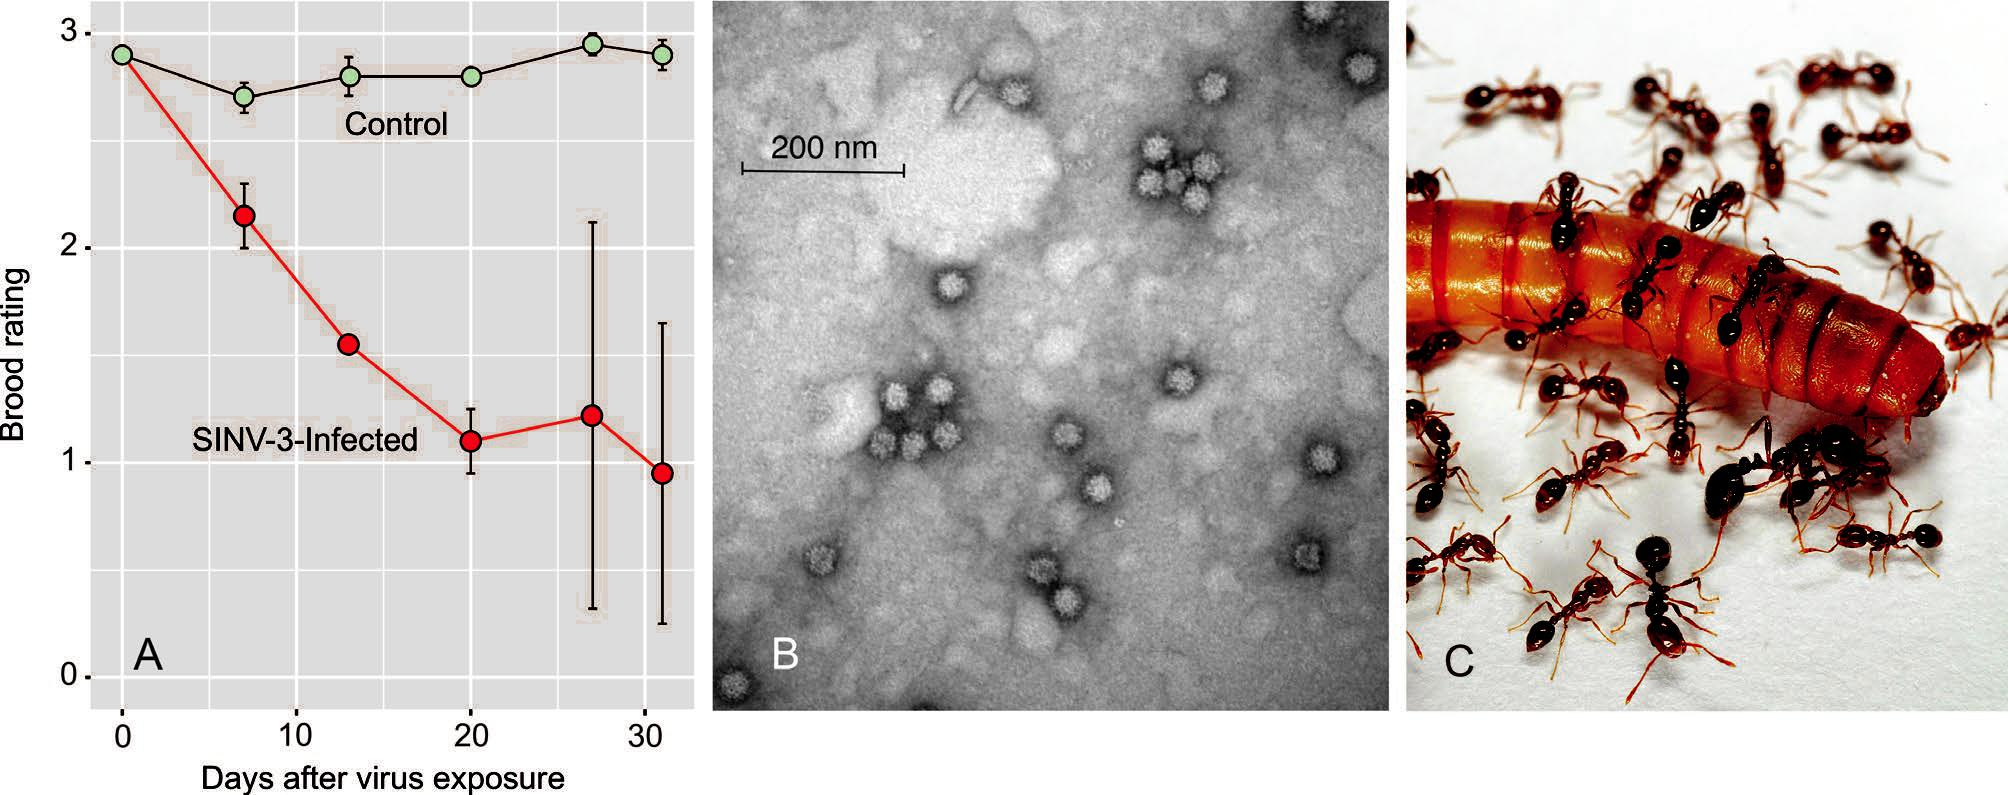 3
2
1
0
Brood rating
Control
SINV-3-Infected
A
0
10
20
30
Days after virus exposure
200 nm
B
C